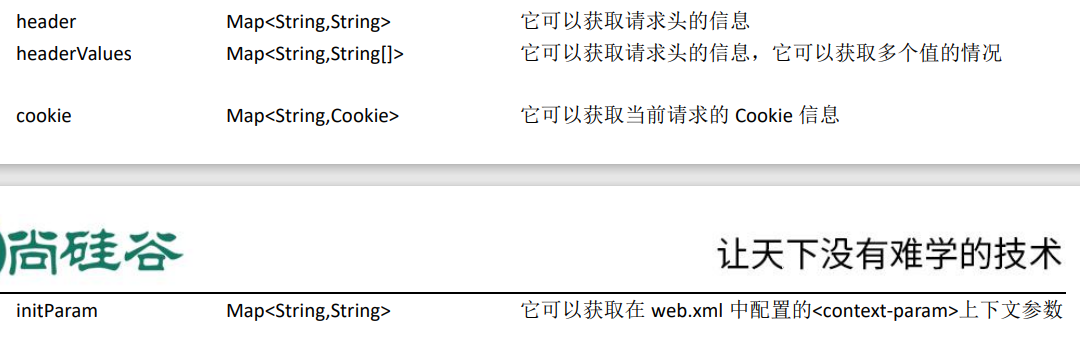 header Map<String,String> 它可以获取请求头的信息
headerValues Map<String,String[]> 它可以获取请求头的信息，它可以获取多个值的情况
cookie Map<String,Cookie> 它可以获取当前请求的 Cookie 信息
尚硅谷 让天下没有难学的技术
initParam Map<String,String> 它可以获取在 web.xml 中配置的<context-param>上下文参数